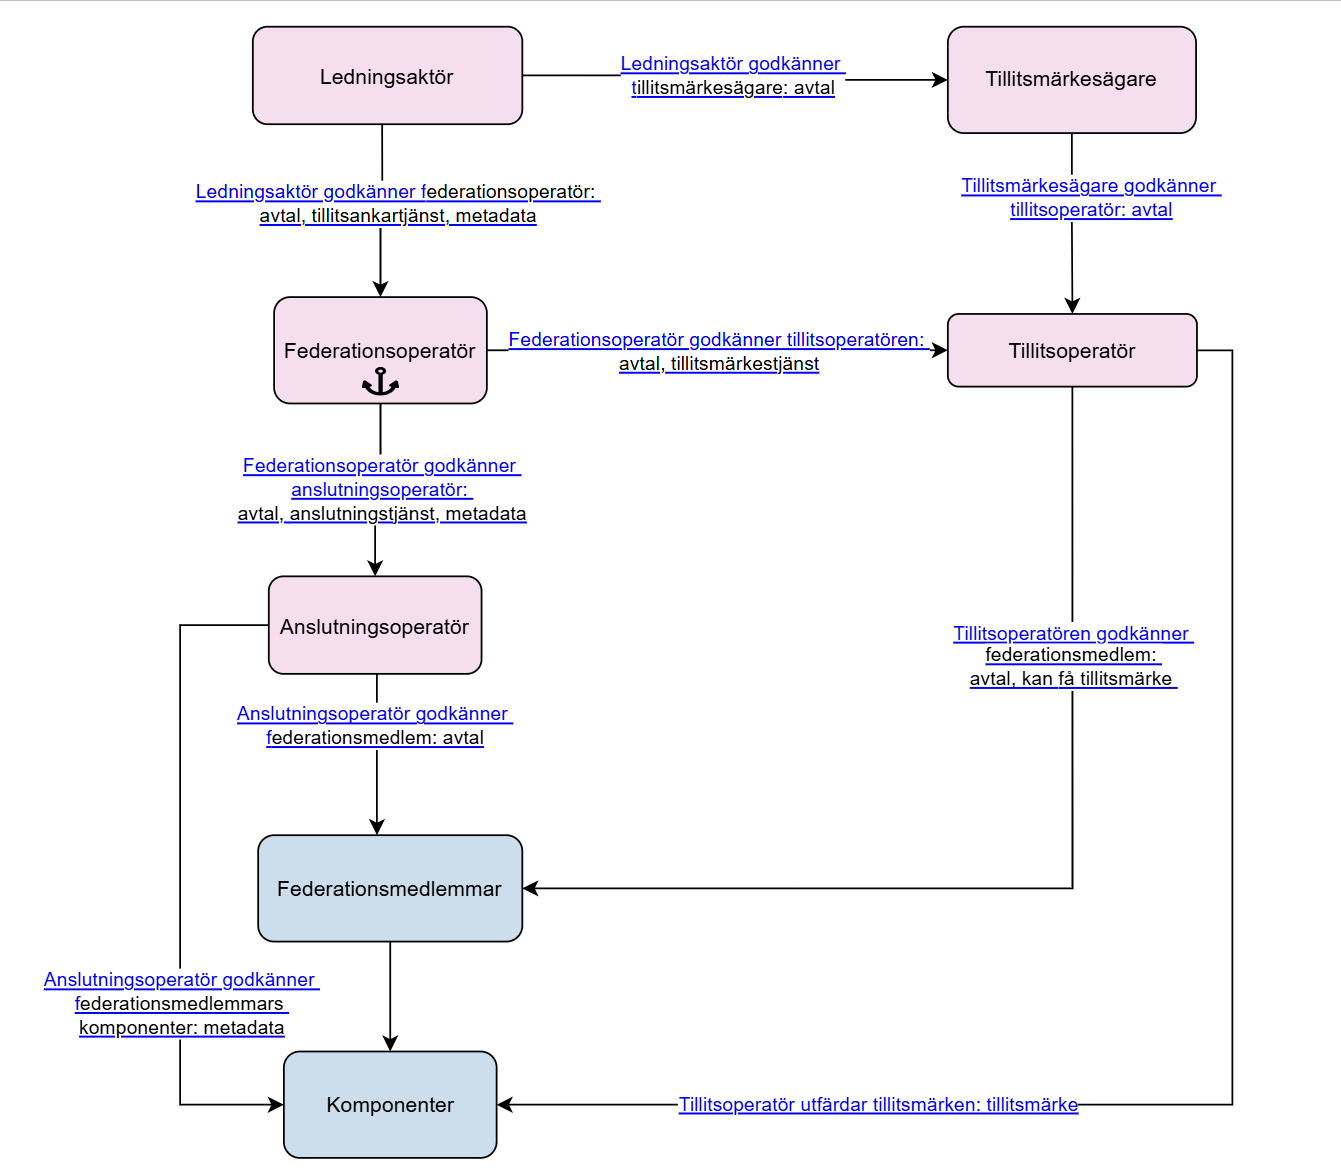 Ledningsaktör
Ledningsaktör godkänner
tillitsmärkesägare: avtal
Tillitsmärkesägare
Ledningsaktör godkänner federationsoperatör:
avtal, tillitsankartjänst, metadata
Tillitsmärkesägare godkänner
tillitsoperatör: avtal
Federationsoperatör
Federationsoperatör godkänner tillitsoperatören:
avtal, tillitsmärkestjänst
Tillitsoperatör
Federationsoperatör godkänner
anslutningsoperatör:
avtal, anslutningstjänst, metadata
Anslutningsoperatör
Tillitsoperatören godkänner
federationsmedlem:
avtal, kan få tillitsmärke
Anslutningsoperatör godkänner
federationsmedlem: avtal
Federationsmedlemmar
Anslutningsoperatör godkänner
federationsmedlemmars
komponenter: metadata
Komponenter
Tillitsoperatör utfärdar tillitsmärken: tillitsmärke